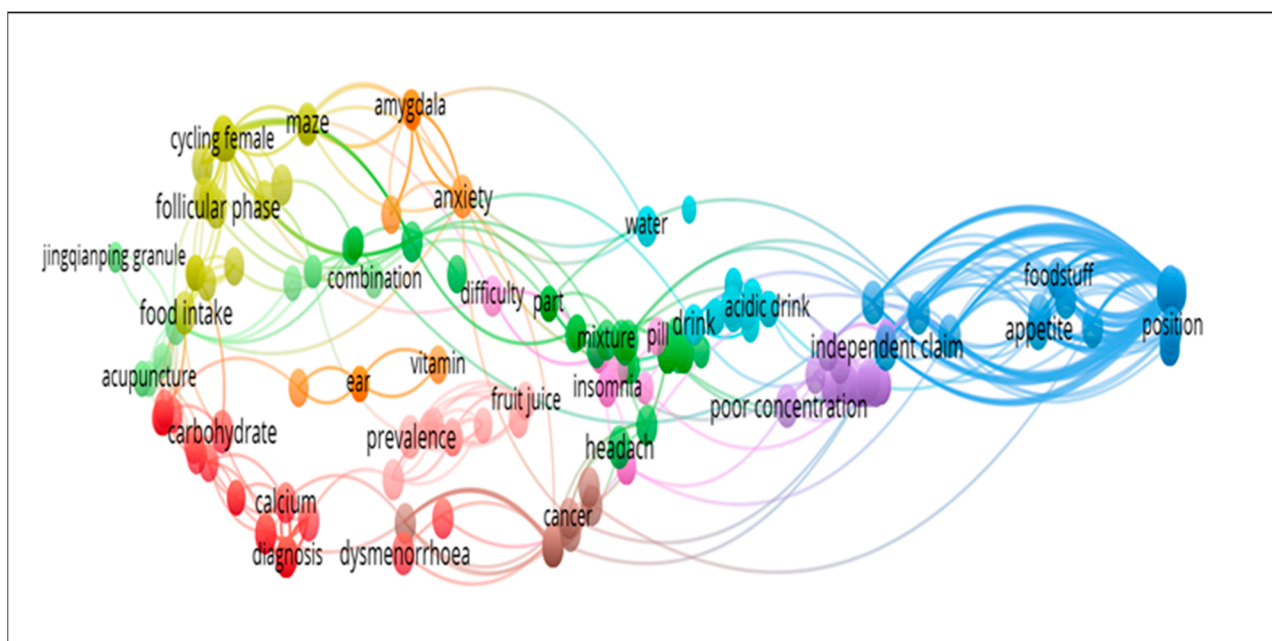 amygdala
maze
cycling female
anxiety
follicular phase
water
jingqianping granule
combination
foodstuff
difficulty
part
acidic drink
food intake
drink
position
appetite
mixture
pill
independent claim
vitamin
acupuncture
ear
insomnia
fruit juice
poor concentration
carbohydrate
prevalence
headach
calcium
cancer
diagnosis
dysmenorrhoea